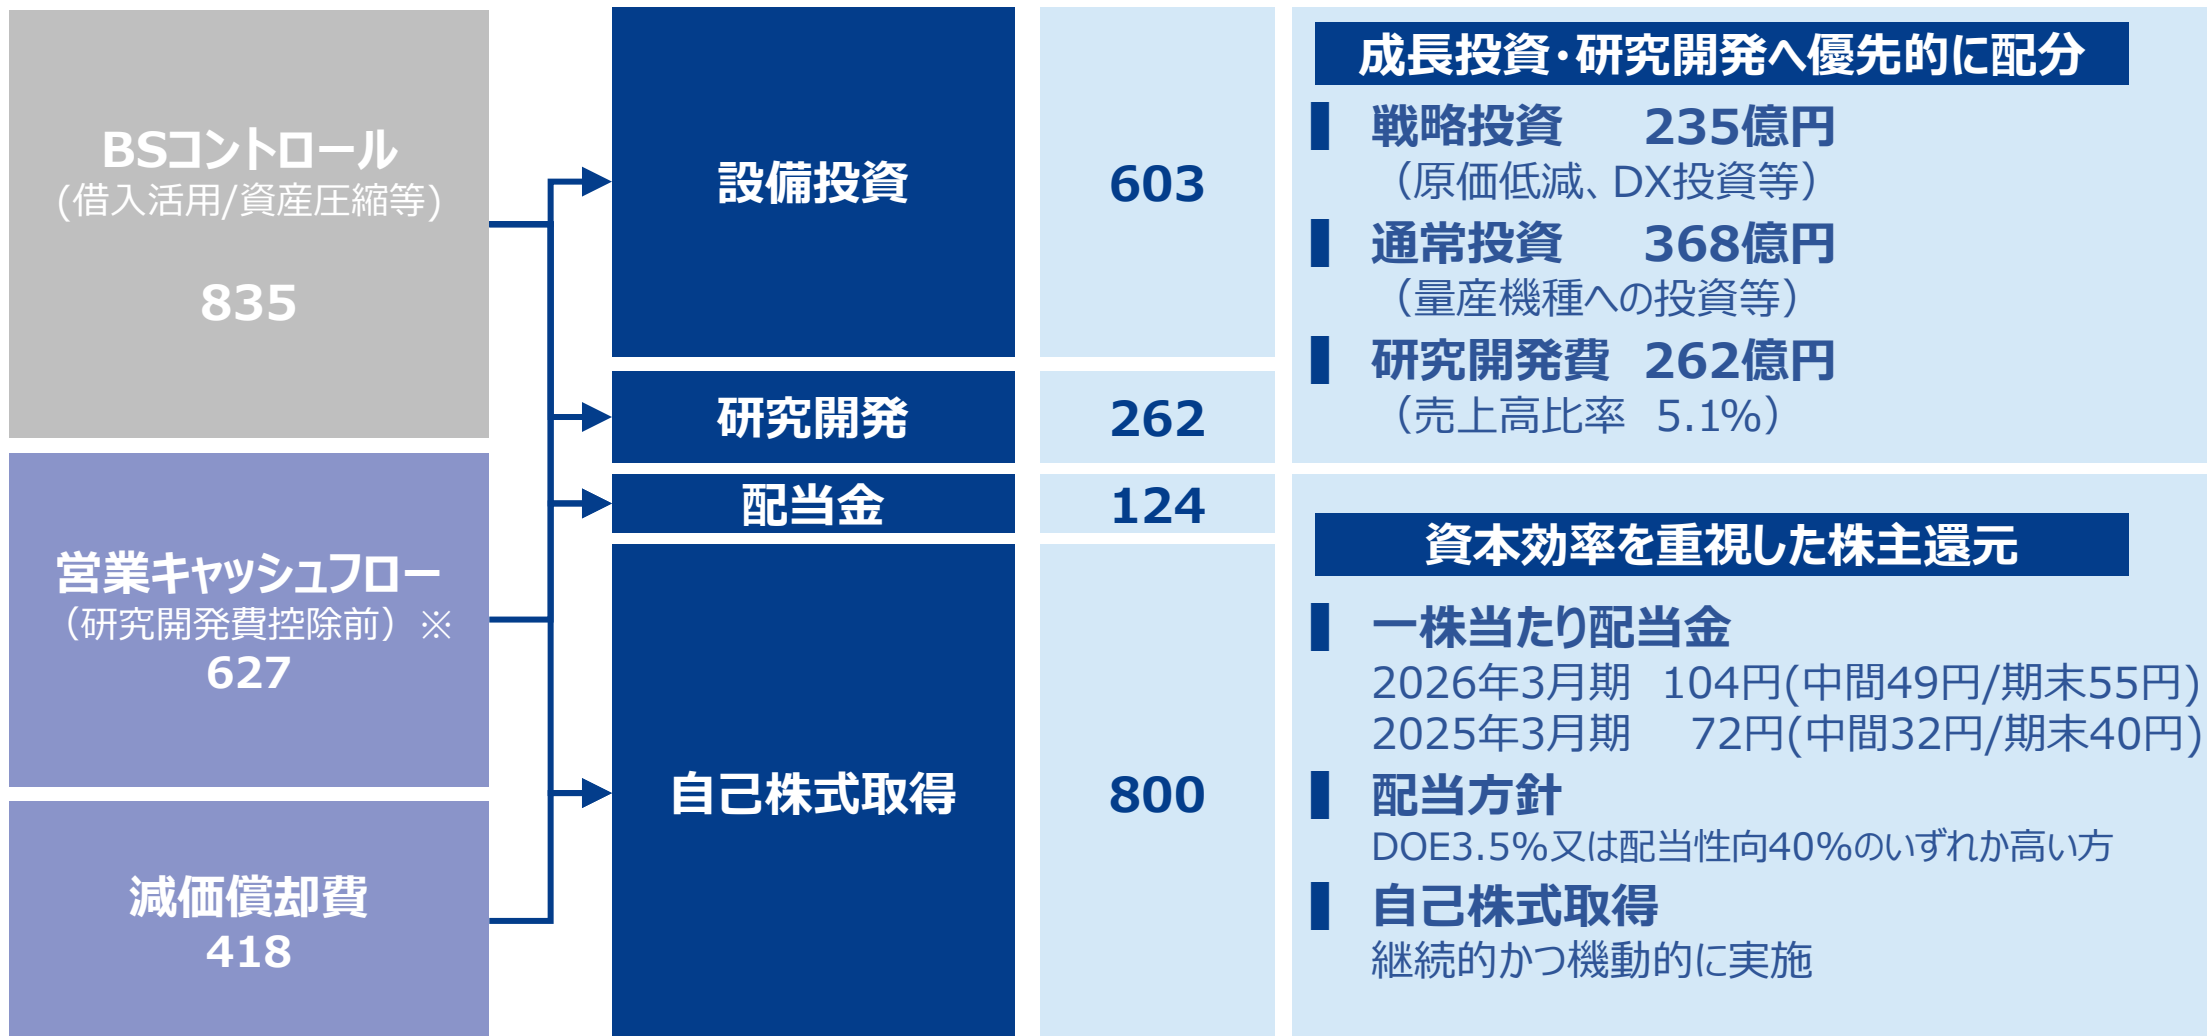 BSコントロール
(借入活用/資産圧縮等)
835
営業キャッシュフロー
（研究開発費控除前）※
627
減価償却費
418
設備投資
603
研究開発
262
配当金
124
自己株式取得
800
成長投資・研究開発へ優先的に配分
戦略投資 235億円
（原価低減、DX投資等）
通常投資 368億円
（量産機種への投資等）
研究開発費 262億円
（売上高比率 5.1%）
資本効率を重視した株主還元
一株当たり配当金
2026年3月期 104円(中間49円/期末55円)
2025年3月期 72円(中間32円/期末40円)
配当方針
DOE3.5%又は配当性向40%のいずれか高い方
自己株式取得
継続的かつ機動的に実施